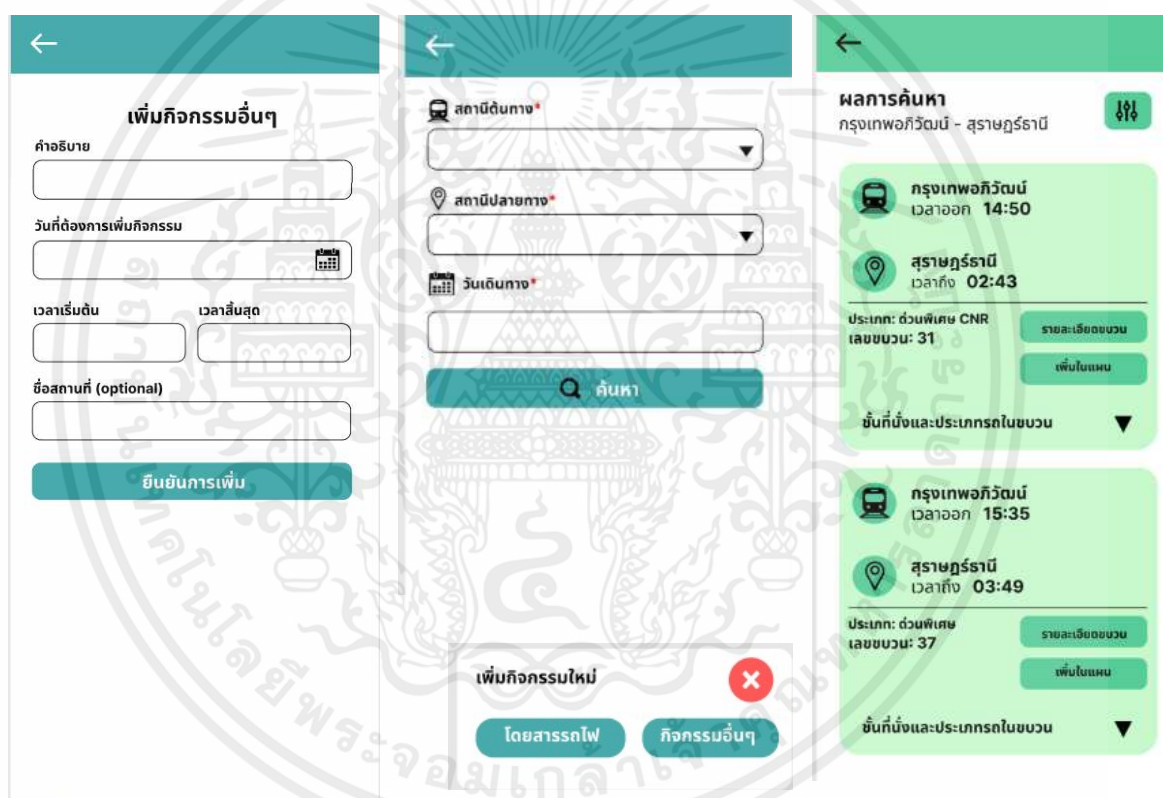 เพิ่มกิจกรรมอื่นๆ
คำอธิบาย
วันที่ต้องการเพิ่มกิจกรรม
เวลาเริ่มต้น
เวลาสิ้นสุด
ชื่อสถานที่ (optional)
ยืนยันการเพิ่ม
สถานีต้นทาง*
สถานีปลายทาง*
วันเดินทาง*
ค้นหา
เพิ่มกิจกรรมใหม่
โดยสารรถไฟ
กิจกรรมอื่นๆ
ผลการค้นหา
กรุงเทพอภิวัฒน์ - สุราษฎร์ธานี
กรุงเทพอภิวัฒน์
เวลาออก 14:50
สุราษฎร์ธานี
เวลาถึง 02:43
ประเภท: ด่วนพิเศษ CNR
เลขขบวน: 31
รายละเอียดขบวน
เพิ่มในแผน
ชั้นที่นั่งและประเภทรถในขบวน
กรุงเทพอภิวัฒน์
เวลาออก 15:35
สุราษฎร์ธานี
เวลาถึง 03:49
ประเภท: ด่วนพิเศษ
เลขขบวน: 37
รายละเอียดขบวน
เพิ่มในแผน
ชั้นที่นั่งและประเภทรถในขบวน